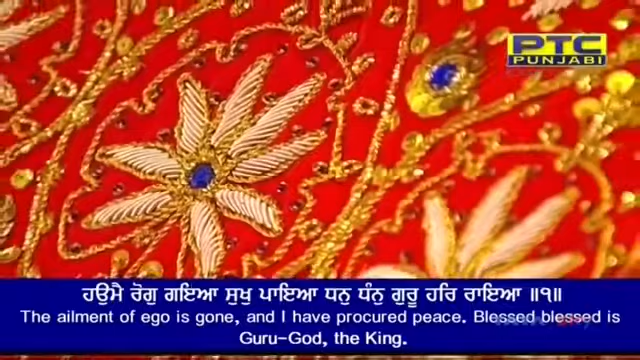 PTC
PUNJABI
ਹਉਮੈ ਰੋਗੁ ਗਇਆ ਸੁਖੁ ਪਾਇਆ ਧਨੁ ਧੰਨੁ ਗੁਰੂ ਹਰਿ ਰਾਇਆ ॥੧॥
The ailment of ego is gone, and I have procured peace. Blessed blessed is
Guru-God, the King.